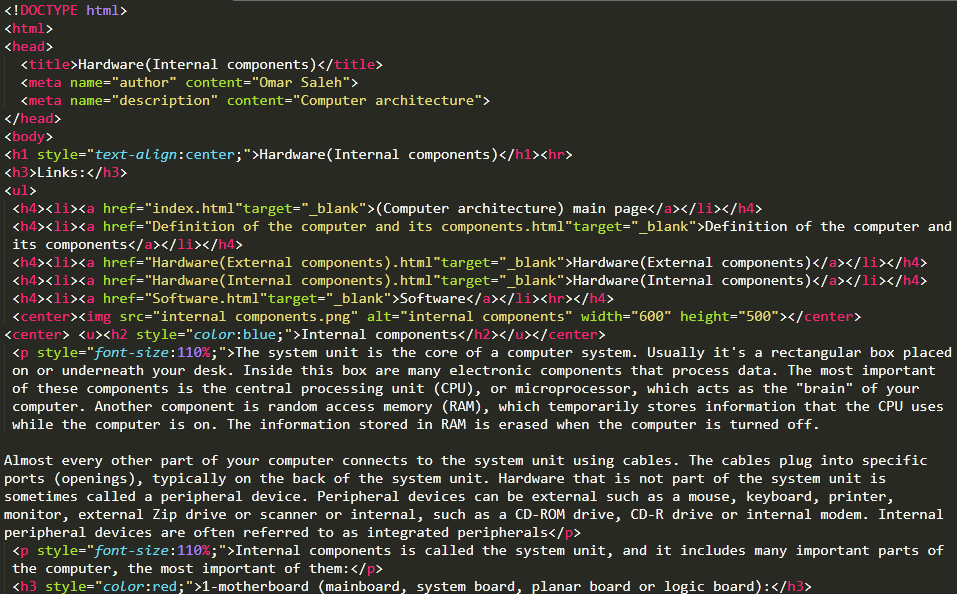 <!DOCTYPE html>
<html>
<head>
<title>Hardware(Internal components)</title>
<meta name="author" content="Omar Saleh">
<meta name="description" content="Computer architecture">
</head>
<body>
<h1 style="text-align:center;">Hardware(Internal components)</h1><hr>
<h3>Links:</h3>
<ul>
<h4><li><a href="index.html"target="_blank">(Computer architecture) main page</a></li></h4>
<h4><li><a href="Definition of the computer and its components.html"target="_blank">Definition of the computer and
its components</a></li></h4>
<h4><li><a href="Hardware(External components).html"target="_blank">Hardware(External components)</a></li></h4>
<h4><li><a href="Hardware(Internal components).html"target="_blank">Hardware(Internal components)</a></li></h4>
<h4><li><a href="Software.html"target="_blank">Software</a></li><hr></h4>
<center><img src="internal components.png" alt="internal components" width="600" height="500"></center>
<center> <u><h2 style="color:blue;">Internal components</h2></u></center>
<p style="font-size:110%;">The system unit is the core of a computer system. Usually it's a rectangular box placed
on or underneath your desk. Inside this box are many electronic components that process data. The most important
of these components is the central processing unit (CPU), or microprocessor, which acts as the "brain" of your
computer. Another component is random access memory (RAM), which temporarily stores information that the CPU uses
while the computer is on. The information stored in RAM is erased when the computer is turned off.
Almost every other part of your computer connects to the system unit using cables. The cables plug into specific
ports (openings), typically on the back of the system unit. Hardware that is not part of the system unit is
sometimes called a peripheral device. Peripheral devices can be external such as a mouse, keyboard, printer,
monitor, external Zip drive or scanner or internal, such as a CD-ROM drive, CD-R drive or internal modem. Internal
peripheral devices are often referred to as integrated peripherals</p>
<p style="font-size:110%;">Internal components is called the system unit, and it includes many important parts of
the computer, the most important of them:</p>
<h3 style="color:red;">1-motherboard (mainboard, system board, planar board or logic board):</h3>